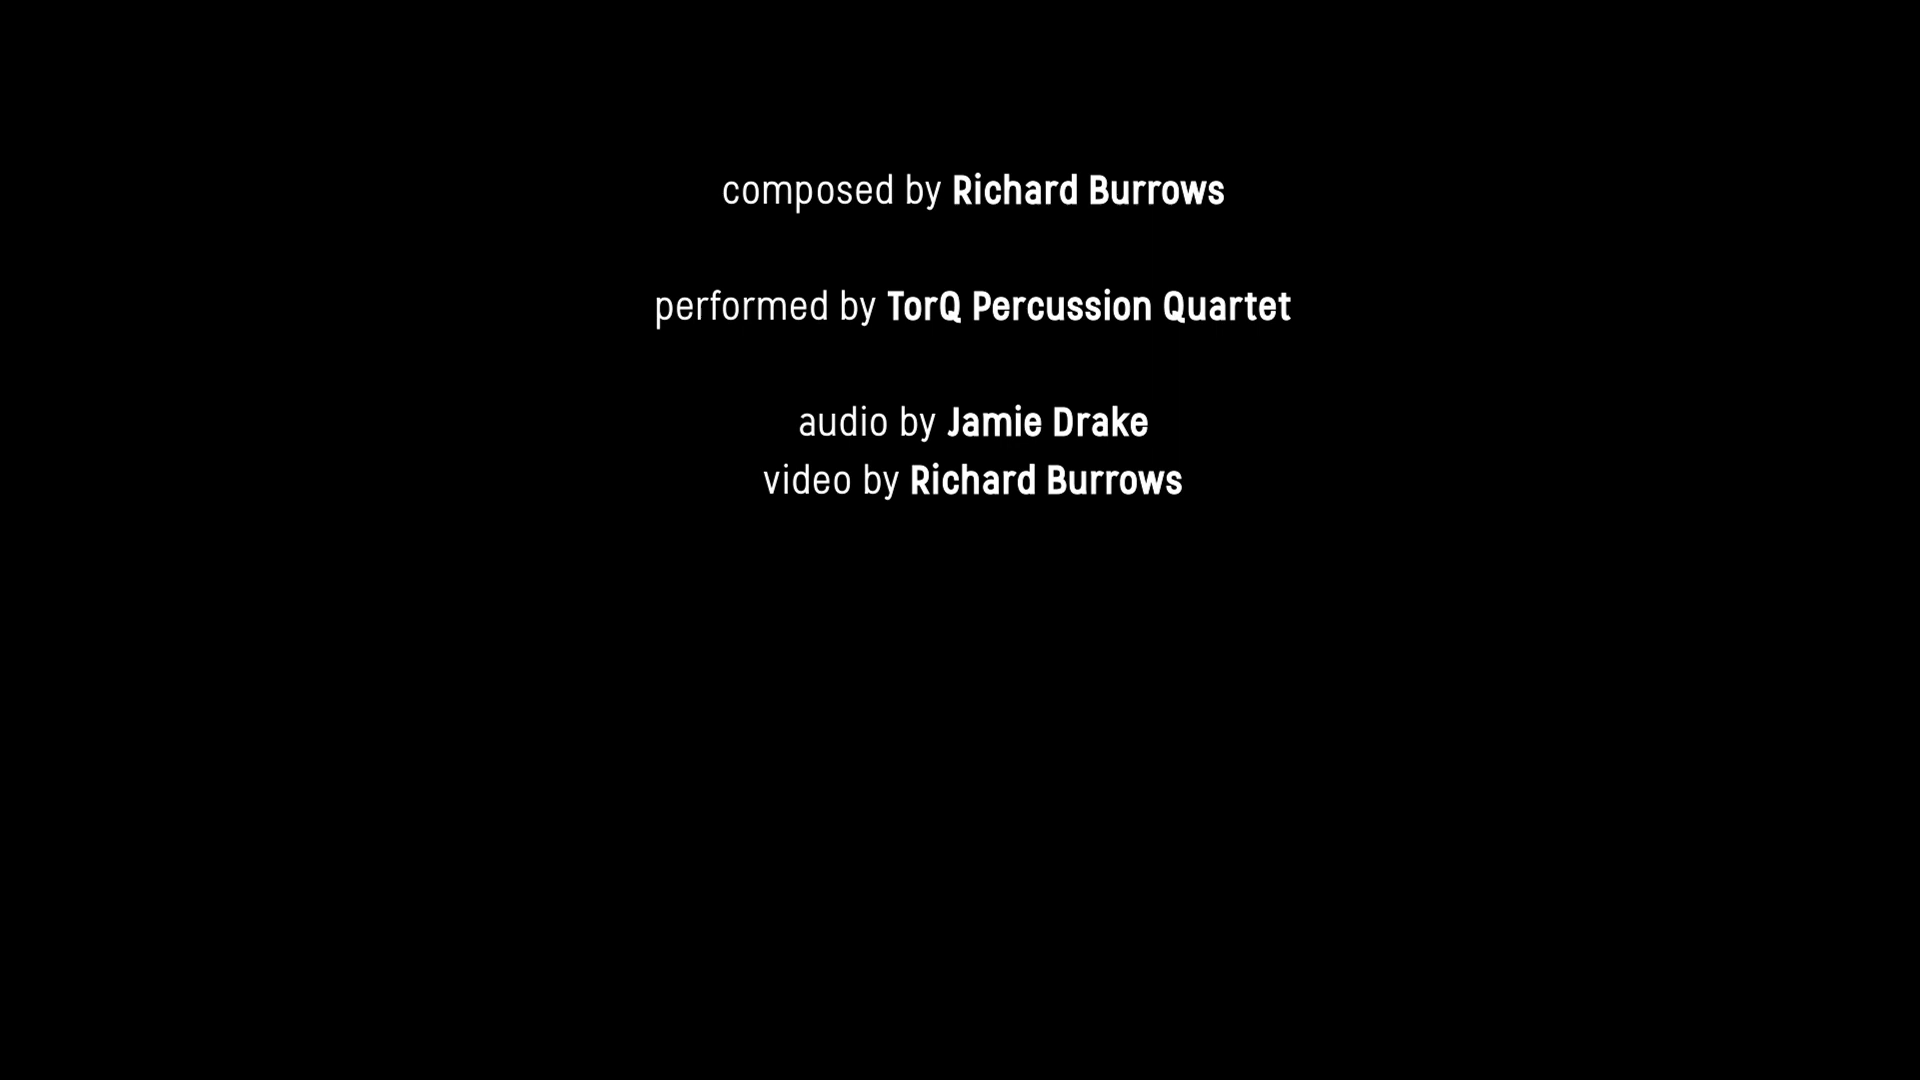 composed by Richard Burrows
performed by TorQ Percussion Quartet
audio by Jamie Drake
video by Richard Burrows